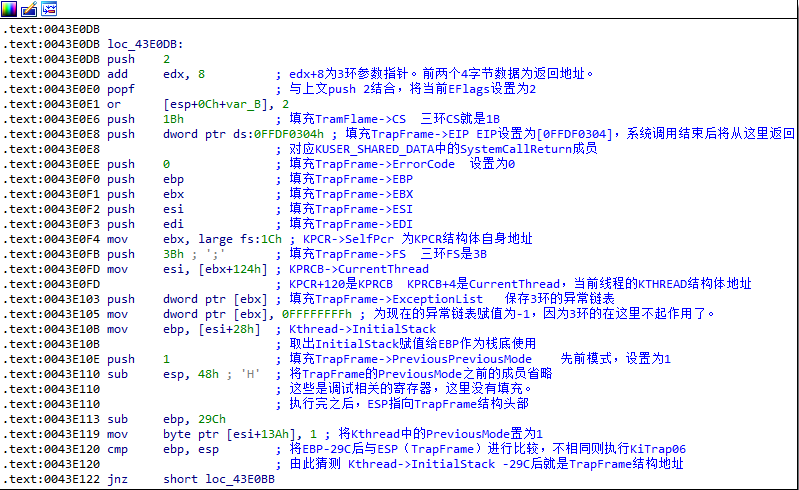 .text:0043E0DB
.text:0043E0DB loc_43E0DB:
.text:0043E0DB push    2
.text:0043E0DD add     edx, 8          ; edx+8为3环参数指针。前两个4字节数据为返回地址。
.text:0043E0E0 popf                    ; 与上文push 2结合，将当前EFlags设置为2
.text:0043E0E1 or      [esp+0Ch+var_B], 2
.text:0043E0E6 push    1Bh             ; 填充TramFlame->CS  三环CS就是1B
.text:0043E0E8 push    dword ptr ds:0FFDF0304h ; 填充TrapFrame->EIP EIP设置为[0FFDF0304]，系统调用结束后将从这里返回
.text:0043E0E8                         ; 对应KUSER_SHARED_DATA中的SystemCallReturn成员
.text:0043E0EE push    0               ; 填充TrapFrame->ErrorCode  设置为0
.text:0043E0F0 push    ebp             ; 填充TrapFrame->EBP
.text:0043E0F1 push    ebx             ; 填充TrapFrame->EBX
.text:0043E0F2 push    esi             ; 填充TrapFrame->ESI
.text:0043E0F3 push    edi             ; 填充TrapFrame->EDI
.text:0043E0F4 mov     ebx, large fs:1Ch ; KPCR->SelfPcr 为KPCR结构体自身地址
.text:0043E0FB push    3Bh ; ';'       ; 填充TrapFrame->FS  三环FS是3B
.text:0043E0FD mov     esi, [ebx+124h] ; KPRCB->CurrentThread
.text:0043E0FD                         ; KPCR+120是KPRCB  KPRCB+4是CurrentThread，当前线程的KTHREAD结构体地址
.text:0043E103 push    dword ptr [ebx] ; 填充TrapFrame->ExceptionList   保存3环的异常链表
.text:0043E105 mov     dword ptr [ebx], 0FFFFFFFFh ; 为现在的异常链表赋值为-1，因为3环的在这里不起作用了。
.text:0043E10B mov     ebp, [esi+28h]  ; Kthread->InitialStack
.text:0043E10B                         ; 取出InitialStack赋值给EBP作为栈底使用
.text:0043E10E push    1               ; 填充TrapFrame->PreviousPreviousMode    先前模式，设置为1
.text:0043E110 sub     esp, 48h ; 'H'  ; 将TrapFrame的PreviousMode之前的成员省略
.text:0043E110                         ; 这些是调试相关的寄存器，这里没有填充。
.text:0043E110                         ; 执行完之后，ESP指向TrapFrame结构头部
.text:0043E113 sub     ebp, 29Ch
.text:0043E119 mov     byte ptr [esi+13Ah], 1 ; 将Kthread中的PreviousMode置为1
.text:0043E120 cmp     ebp, esp        ; 将EBP-29C后与ESP（TrapFrame）进行比较，不相同则执行KiTrap06
.text:0043E120                         ; 由此猜测 Kthread->InitialStack -29C后就是TrapFrame结构地址
.text:0043E122 jnz     short loc_43E0BB